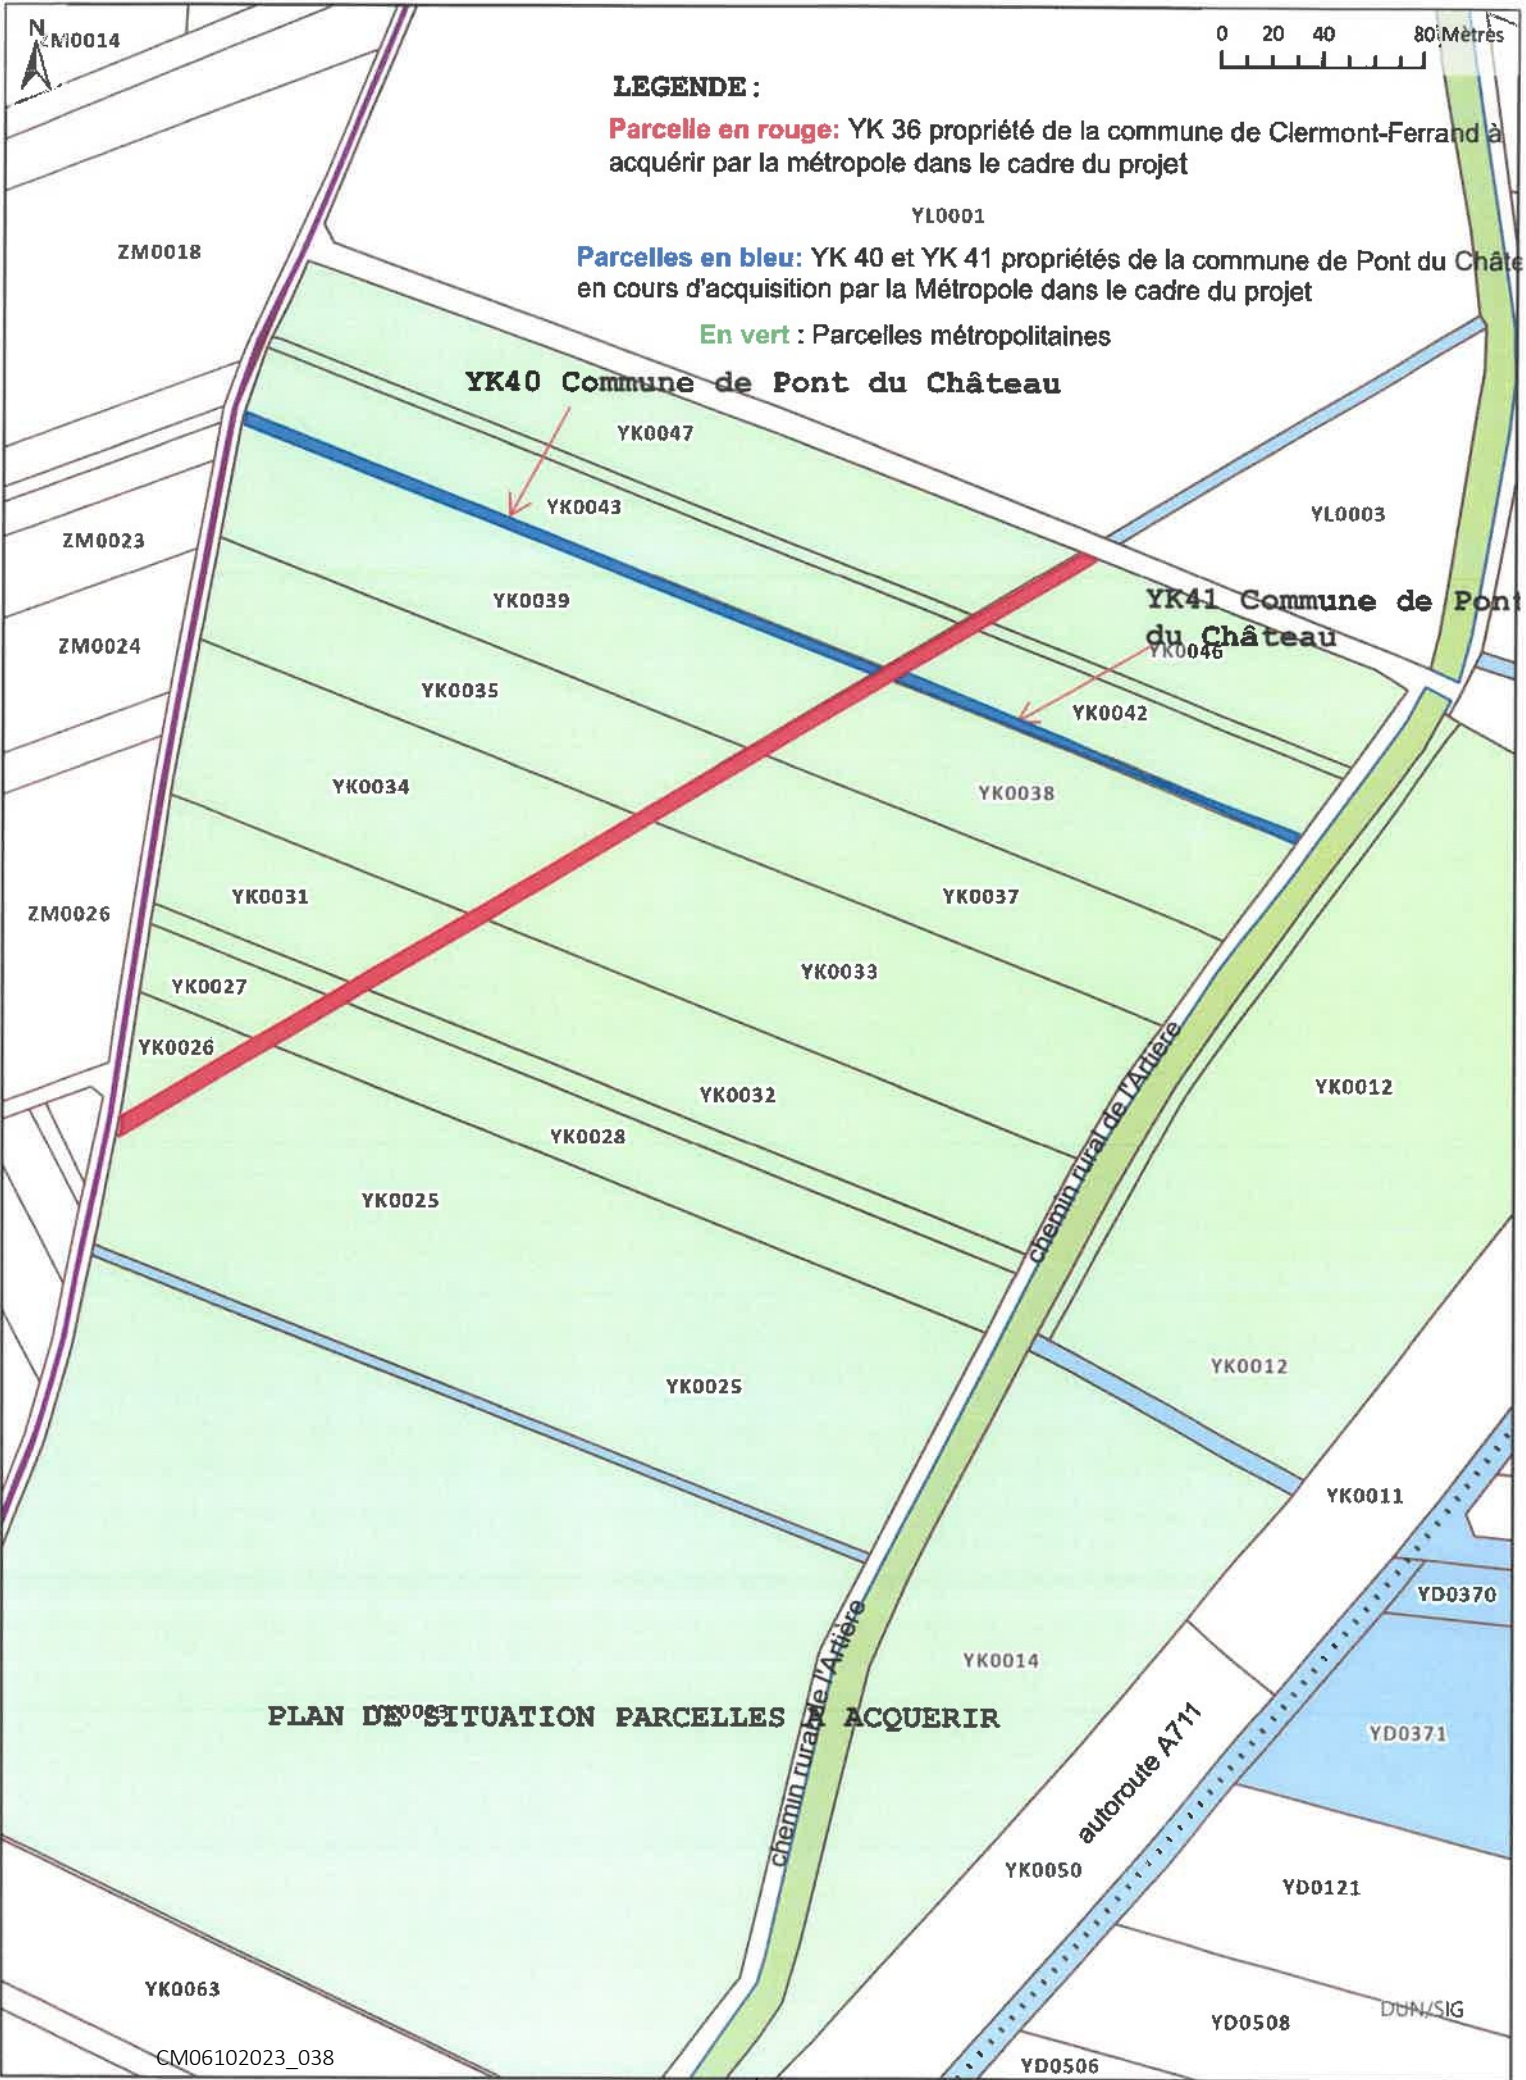 N
ZM0014
0 20 40 80 Mètres
LEGENDE :
Parcelle en rouge: YK 36 propriété de la commune de Clermont-Ferrand à
acquérir par la métropole dans le cadre du projet
YL0001
ZM0018
Parcelles en bleu: YK 40 et YK 41 propriétés de la commune de Pont du Châte
en cours d'acquisition par la Métropole dans le cadre du projet
En vert : Parcelles métropolitaines
YK40 Commune de Pont du Château
YK0047
YK0043
YL0003
ZM0023
YK0039
YK41 Commune de Pont
du Château
ZM0024
YK0046
YK0035
YK0042
YK0034
YK0038
YK0031
YK0037
ZM0026
YK0033
YK0027
YK0026
chemin rural de l'Artière
YK0032
YK0012
YK0028
YK0025
YK0012
YK0025
YK0011
YD0370
chemin rural de l'Artière
YK0014
PLAN DE SITUATION PARCELLES A ACQUERIR
YD0371
autoroute A711
YK0050
YD0121
YK0063
DUN/SIG
YD0508
CM06102023_038
YD0506